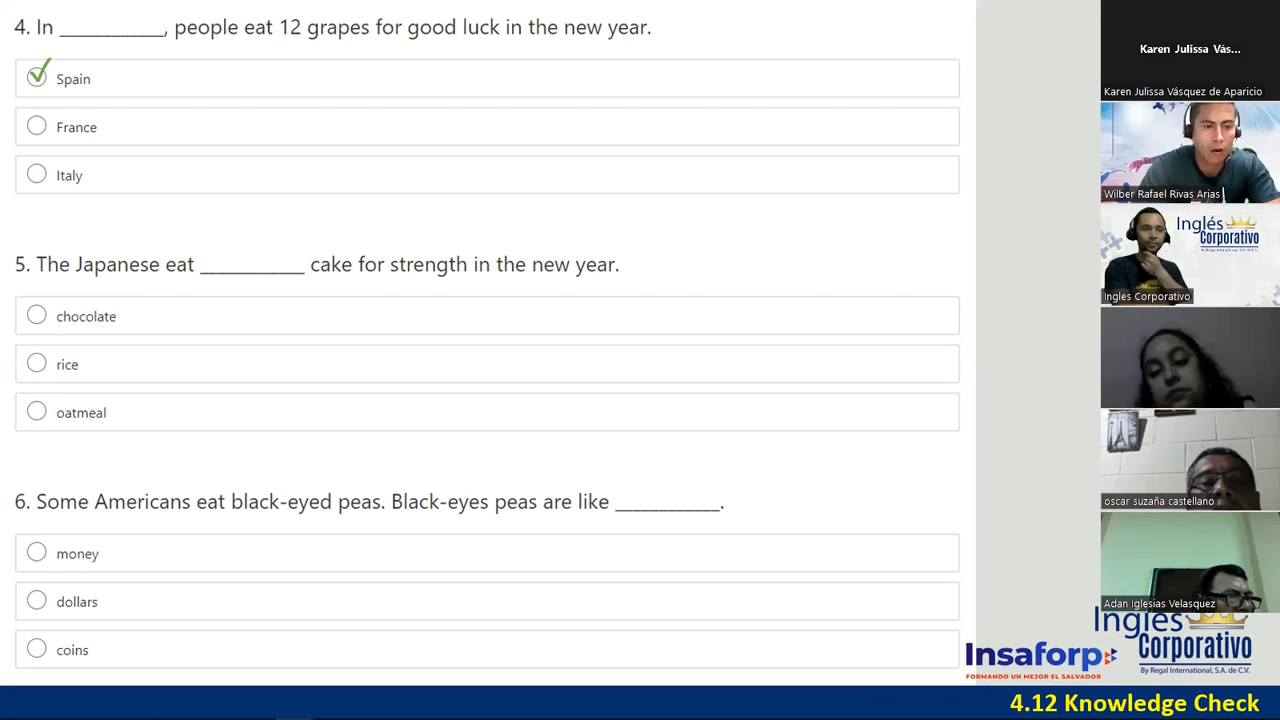 4. In ____________, people eat 12 grapes for good luck in the new year.
Spain
France
Italy
5. The Japanese eat ____________ cake for strength in the new year.
chocolate
rice
oatmeal
6. Some Americans eat black-eyed peas. Black-eyes peas are like ____________.
money
dollars
coins
Karen Julissa Vás...
Karen Julissa Vásquez de Aparicio
Wilber Rafael Rivas Arias
Inglés
Corporativo
Ingles Corporativo
oscar suzaña castellano
Adan Iglesias Velasquez
Inglés
Corporativo
By Regal International, S.A. de C.V.
Insaforp
FORMANDO UN MEJOR EL SALVADOR
4.12 Knowledge Check